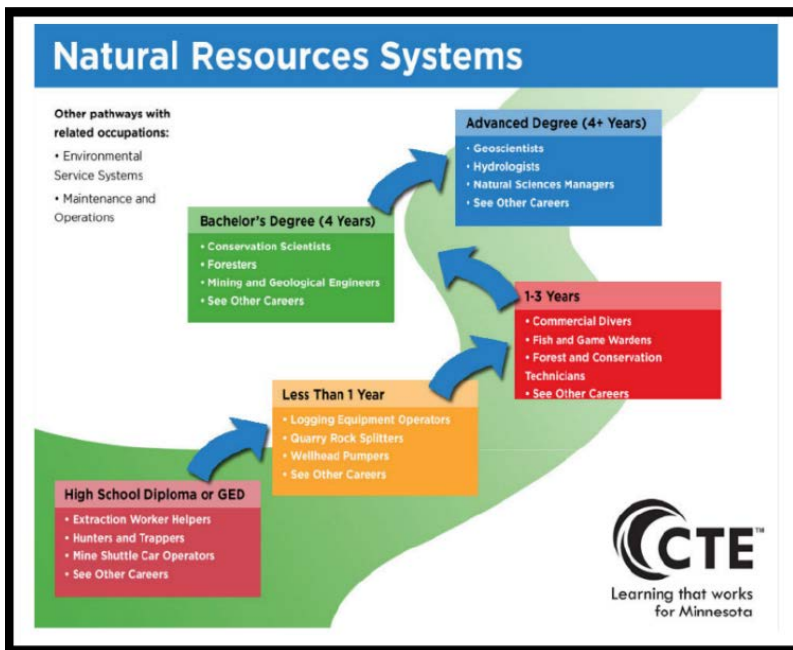 Natural Resources Systems
Other pathways with
related occupations:
• Environmental
Service Systems
• Maintenance and
Operations
Advanced Degree (4+ Years)
• Geoscientists
• Hydrologists
• Natural Sciences Managers
• See Other Careers
Bachelor's Degree (4 Years)
• Conservation Scientists
• Foresters
• Mining and Geological Engineers
• See Other Careers
1-3 Years
• Commercial Divers
• Fish and Game Wardens
• Forest and Conservation
Technicians
• See Other Careers
Less Than 1 Year
• Logging Equipment Operators
• Quarry Rock Splitters
• Wellhead Pumpers
• See Other Careers
High School Diploma or GED
• Extraction Worker Helpers
• Hunters and Trappers
• Mine Shuttle Car Operators
• See Other Careers
CTE™
Learning that works
for Minnesota